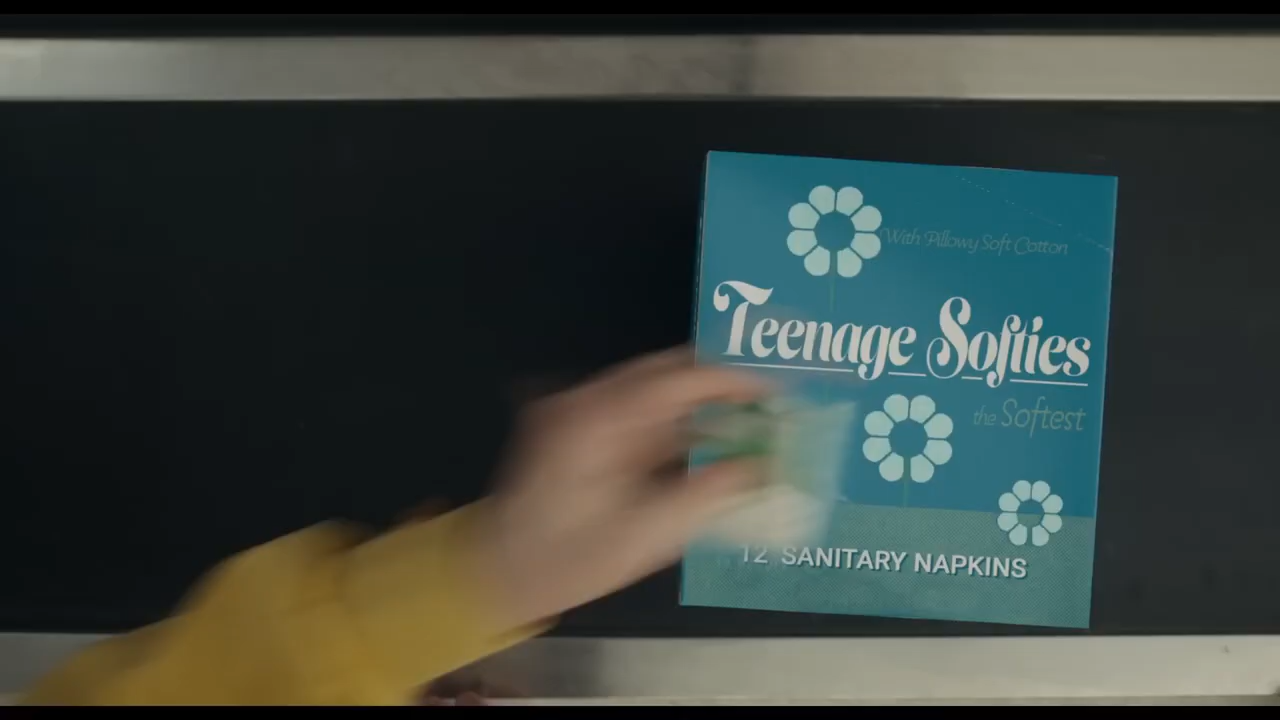 With Pillowy Soft Cotton
Teenage Softies
the Softest
12 SANITARY NAPKINS